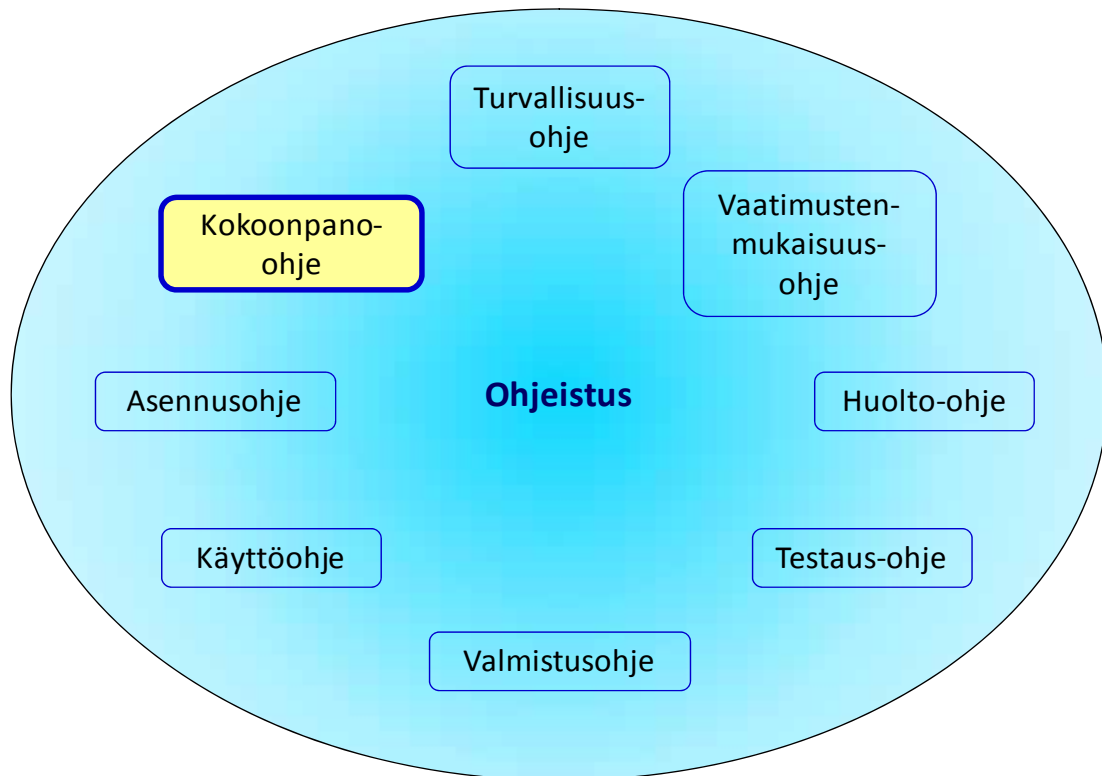 Turvallisuus-
ohje
Kokoonpano-
ohje
Vaatimusten-
mukaisuus-
ohje
Asennusohje
Ohjeistus
Huolto-ohje
Käyttöohje
Testaus-ohje
Valmistusohje